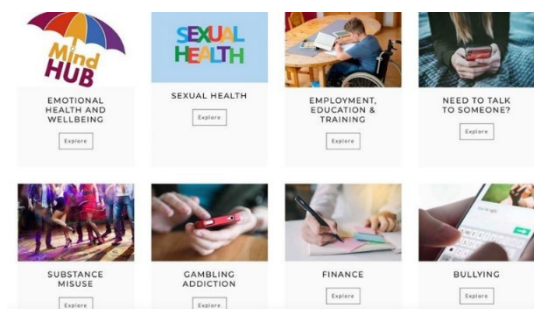 Mind
HUB
SEXUAL
HEALTH
EMOTIONAL
HEALTH AND
WELLBEING
Explore
SEXUAL HEALTH
Explore
EMPLOYMENT,
EDUCATION &
TRAINING
Explore
NEED TO TALK
TO SOMEONE?
Explore
SUBSTANCE
MISUSE
Explore
GAMBLING
ADDICTION
Explore
FINANCE
Explore
BULLYING
Explore